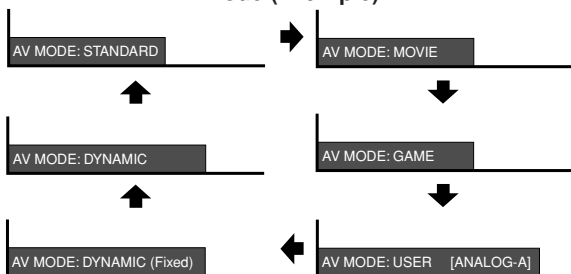 AV MODE: STANDARD
AV MODE: MOVIE
AV MODE: DYNAMIC
AV MODE: GAME
AV MODE: DYNAMIC (Fixed)
AV MODE: USER [ANALOG-A]